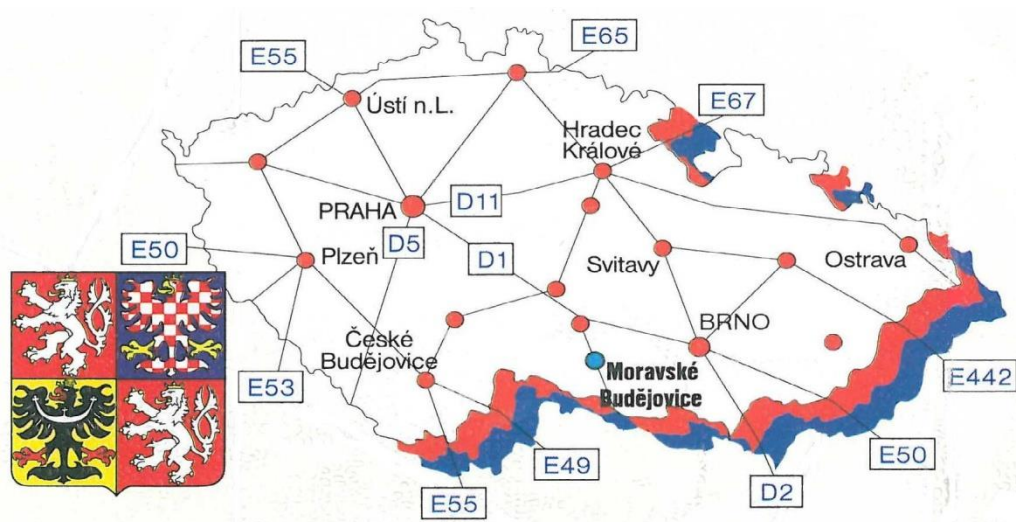 E65
E55
E67
Ústí n.L.
Hradec
Králové
PRAHA
D11
E50
Plzeň
D5
D1
Svitavy
Ostrava
BRNO
České
Budějovice
Moravské
Budějovice
E53
E442
E49
E50
E55
D2